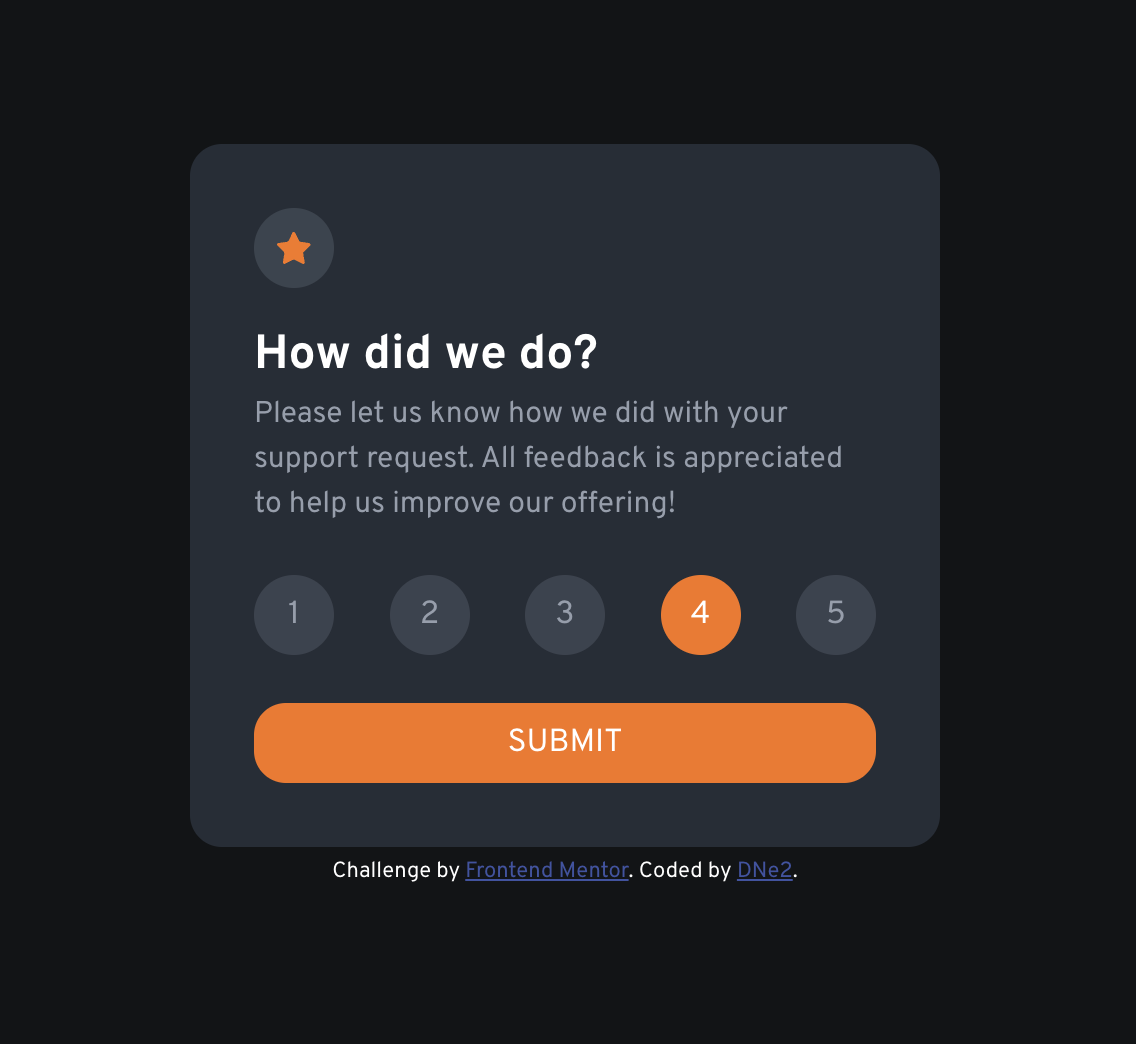 How did we do?
Please let us know how we did with your
support request. All feedback is appreciated
to help us improve our offering!
1 2 3 4 5
SUBMIT
Challenge by Frontend Mentor. Coded by DNe2.